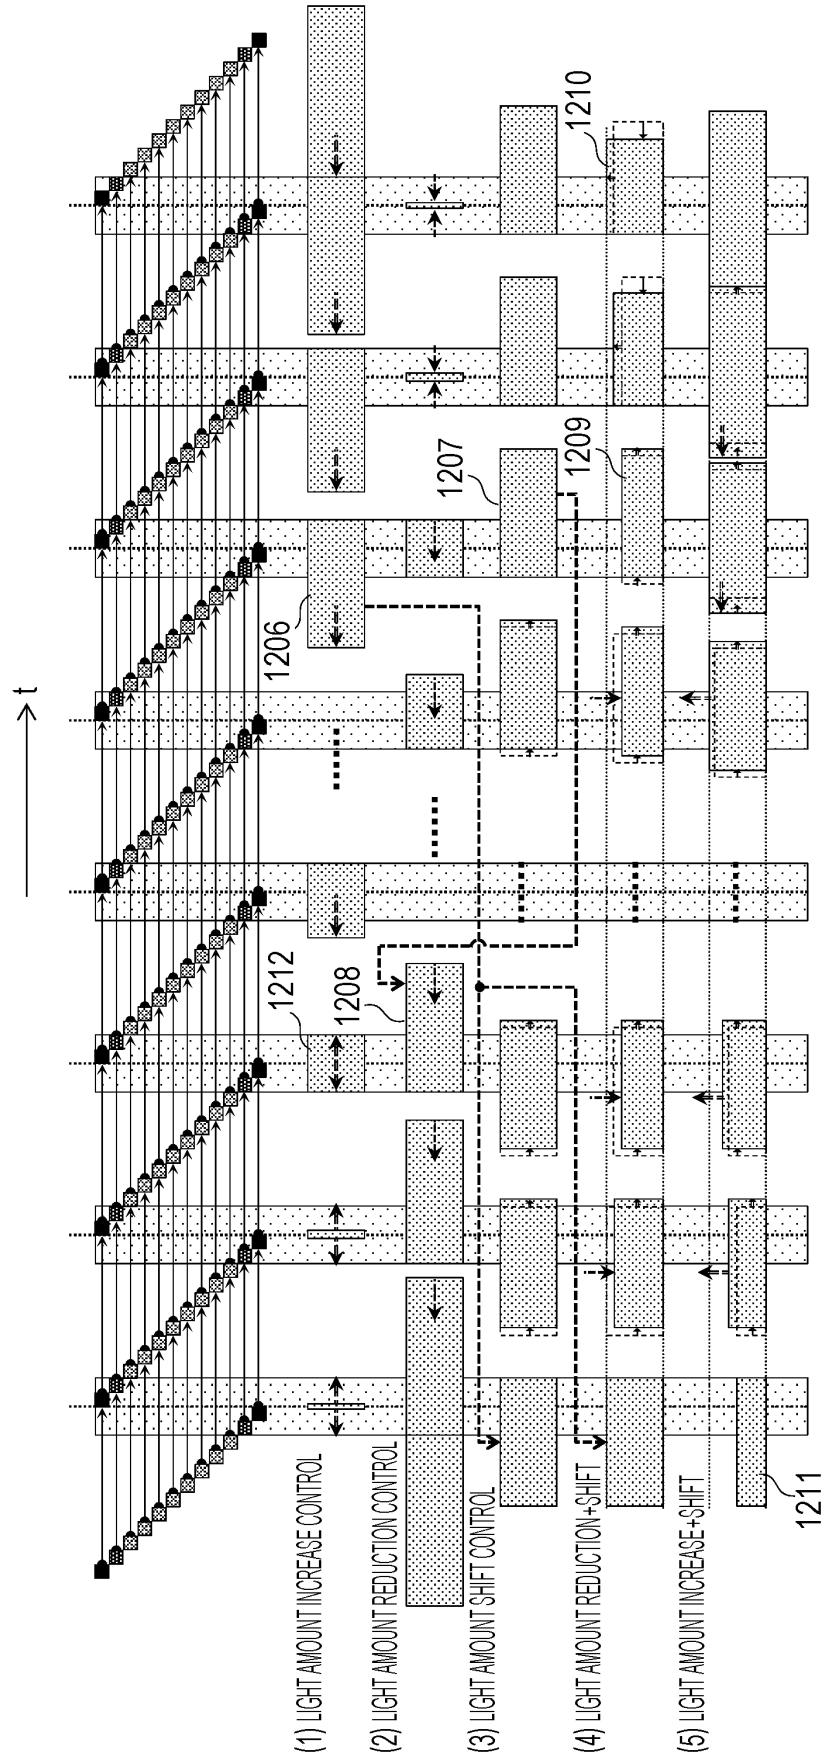 t
(1) LIGHT AMOUNT INCREASE CONTROL
1212
1206
(2) LIGHT AMOUNT REDUCTION CONTROL
1208
1207
(3) LIGHT AMOUNT SHIFT CONTROL
1209
1210
(4) LIGHT AMOUNT REDUCTION+SHIFT
(5) LIGHT AMOUNT INCREASE+SHIFT
1211